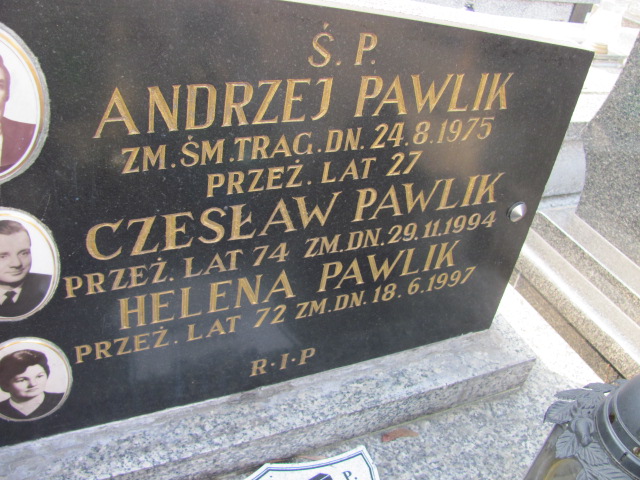 Ś. P.
ANDRZEJ PAWLIK
ZM. ŚM. TRAG. DN. 24.8.1975
PRZEŻ. LAT 27
CZESŁAW PAWLIK
PRZEŻ. LAT 74 ZM. DN. 29.11.1994
HELENA PAWLIK
PRZEŻ. LAT 72 ZM. DN. 18.6.1997
R·I·P
P.